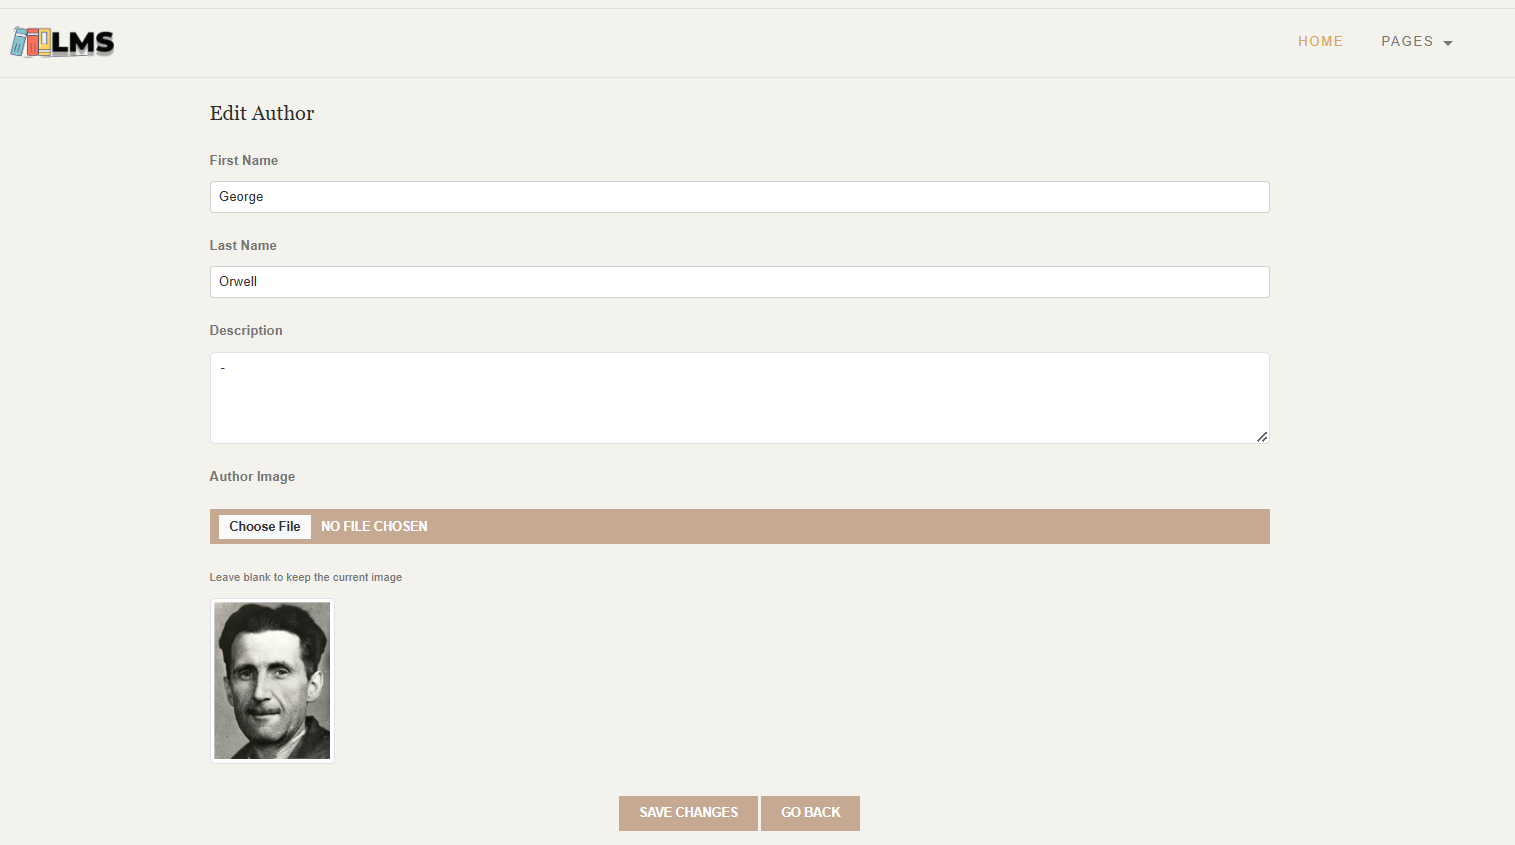 LMS
HOME PAGES
Edit Author
First Name
George
Last Name
Orwell
Description
-
Author Image
Choose File NO FILE CHOSEN
Leave blank to keep the current image
SAVE CHANGES GO BACK